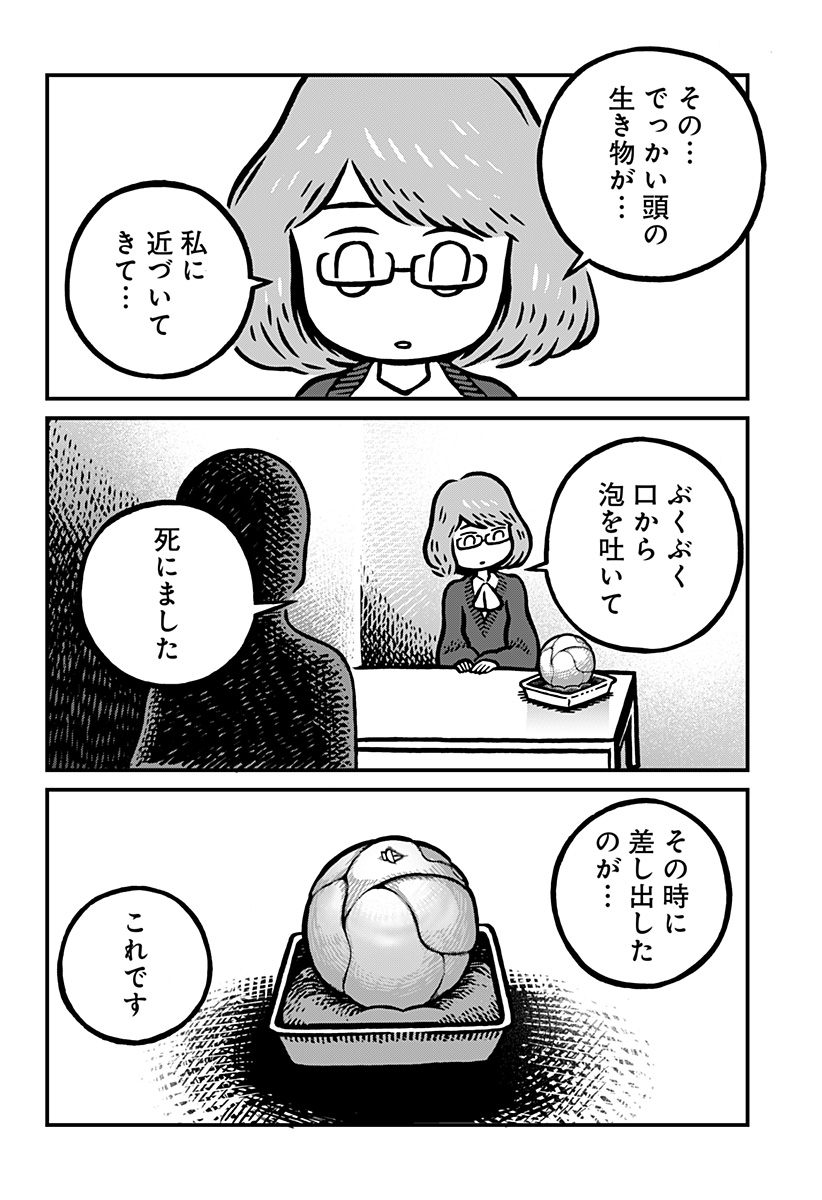 その…
でっかい頭の
生き物が…
私に
近づいて
きて…
ぶくぶく
口から
泡を吐いて
死にました
その時に
差し出した
のが…
これです